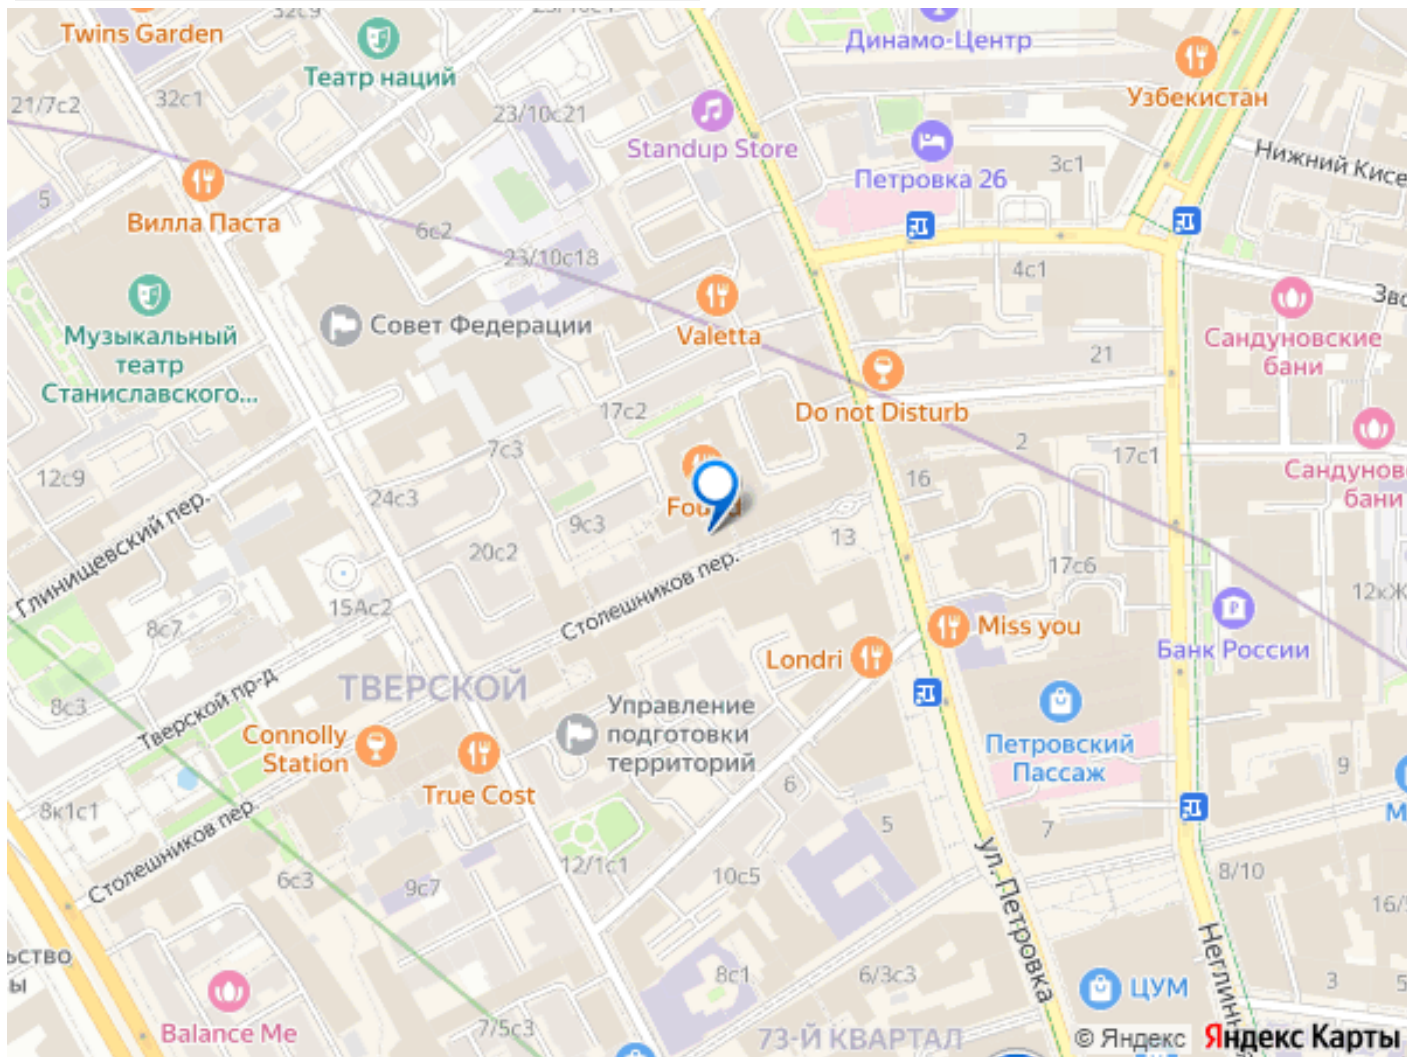 32с9
Twins Garden
Театр наций
Динамо-Центр
Узбекистан
21/7с2
32с1
23/10с21
Standup Store
Петровка 26
3с1
Нижний Кисе
5
Вилла Паста
6с2
23/10с18
4с1
Зво
Музыкальный
театр
Станиславского...
Совет Федерации
Valetta
21
Сандуновские
бани
17с2
Do not Disturb
2
17с1
12с9
7с3
24с3
16
Сандуновс
бани
Глинищевский пер.
9с3
20с2
13
Столешников пер.
17с6
12кЖ
15Ас2
8с7
Miss you
Банк России
Londri
ТВЕРСКОЙ
8с3
Тверской пр-д
Управление
подготовки
территорий
Connolly
Station
True Cost
Петровский
Пассаж
9
М
6
8к1с1
Столешников пер.
5
7
ул. Петровка
12/1с1
10с5
6с3
9с7
8/10
16/5
Неглинн
ьство
ы
8с1
6/3с3
ЦУМ
3
5
Balance Me
7/5с3
73-Й КВАРТАЛ
© Яндекс Яндекс Карты